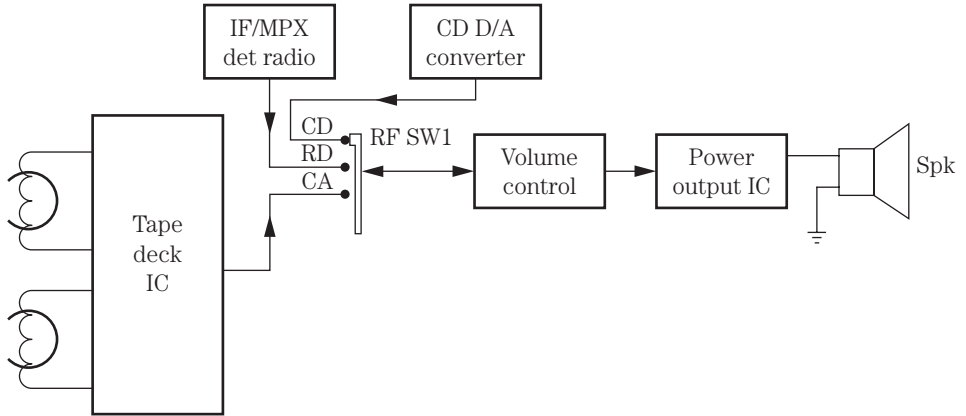 IF/MPX
det radio
CD D/A
converter
CD
RD
CA
RF SW1
Volume
control
Power
output IC
Spk
Tape
deck
IC